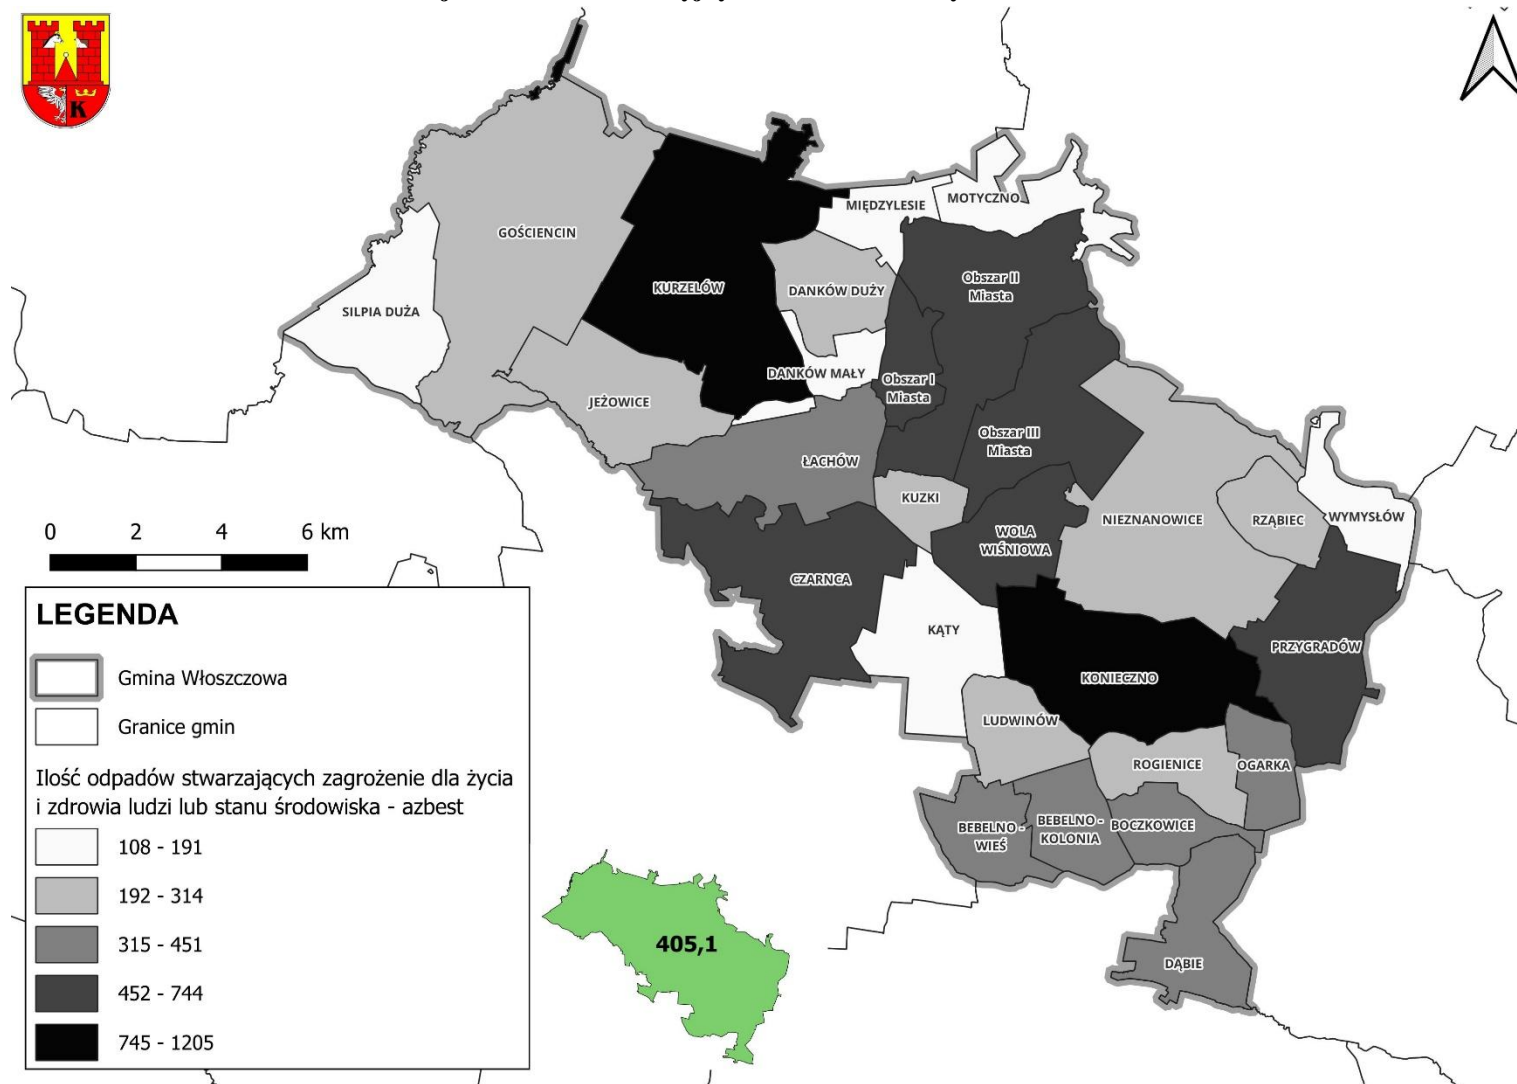 K
MIĘDZYLESIE
MOTYCZNO
GOŚCIENCIN
KURZELÓW
DANKÓW DUŻY
Obszar II
Miasta
SILPIA DUŻA
DANKÓW MAŁY
Obszar I
Miasta
JEŻOWICE
Obszar III
Miasta
ŁACHÓW
KUZKI
NIEZNANOWICE
RZĄBIEC
WYMYSŁÓW
WOLA
WIŚNIOWA
CZARNCA
KĄTY
PRZYGRADÓW
KONIECZNO
LUDWINÓW
ROGIENICE
OGARKA
BEBELNO -
WIEŚ
BEBELNO -
KOLONIA
BOCZKOWICE
DĄBIE
0 2 4 6 km
LEGENDA
Gmina Włoszczowa
Granice gmin
Ilość odpadów stwarzających zagrożenie dla życia
i zdrowia ludzi lub stanu środowiska - azbest
108 - 191
192 - 314
315 - 451
452 - 744
745 - 1205
405,1